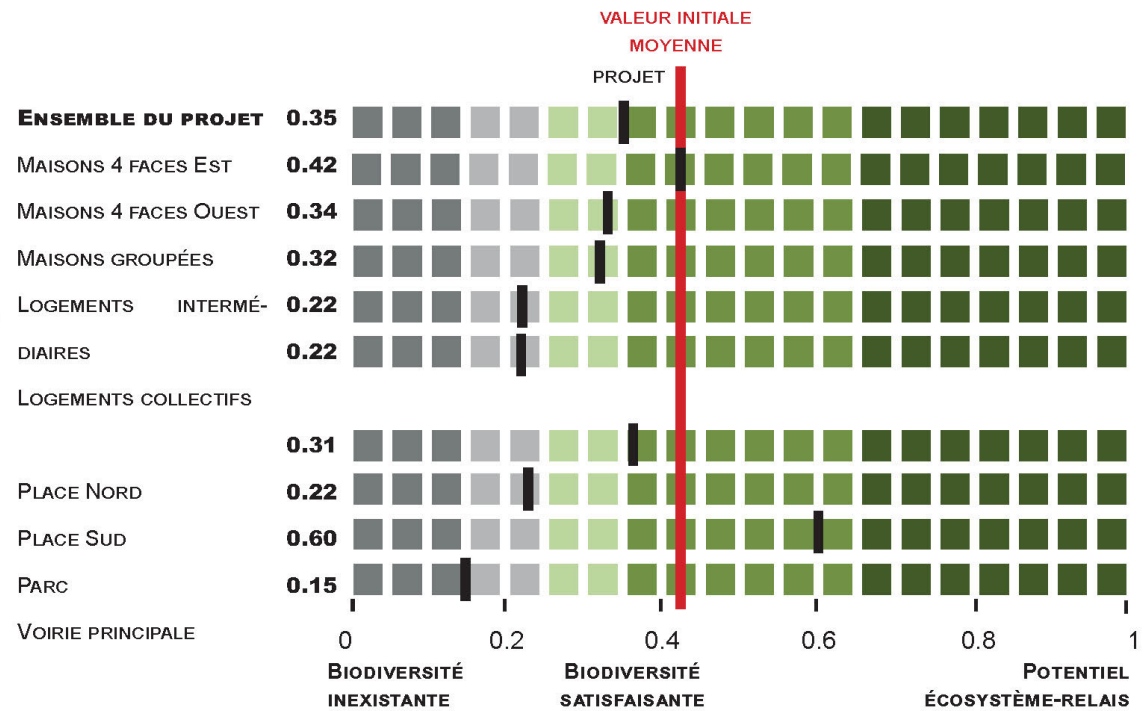 VALEUR INITIALE
MOYENNE
PROJET
ENSEMBLE DU PROJET 0.35
MAISONS 4 FACES EST 0.42
MAISONS 4 FACES OUEST 0.34
MAISONS GROUPÉES 0.32
LOGEMENTS INTERMÉ- 0.22
DIAIRES 0.22
LOGEMENTS COLLECTIFS
0.31
PLACE NORD 0.22
PLACE SUD 0.60
PARC 0.15
VOIRIE PRINCIPALE
0 0.2 0.4 0.6 0.8 1
BIODIVERSITÉ BIODIVERSITÉ POTENTIEL
INEXISTANTE SATISFAISANTE ÉCOSYSTÈME-RELAIS